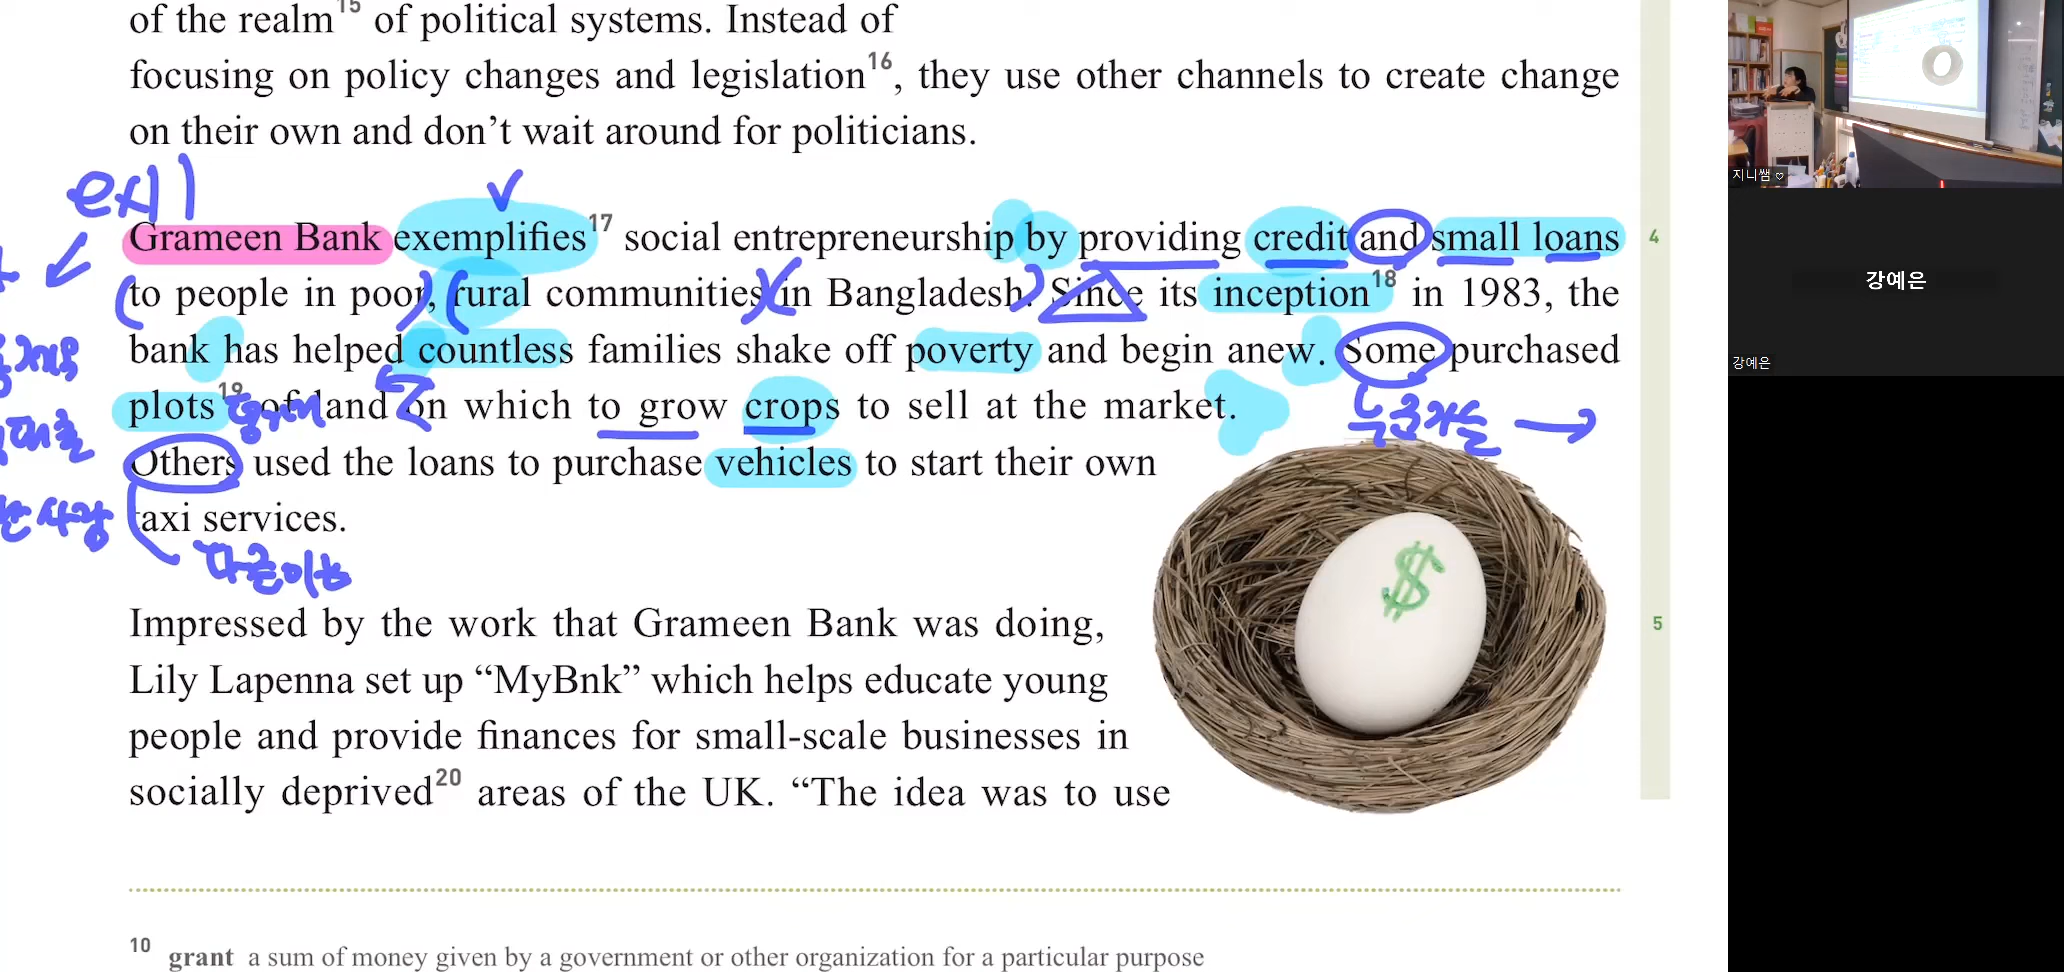 of the realm15 of political systems. Instead of
focusing on policy changes and legislation16, they use other channels to create change
on their own and don't wait around for politicians.
예시
Grameen Bank exemplifies17 social entrepreneurship by providing credit and small loans
4
to people in poor, rural communities in Bangladesh. Since its inception18 in 1983, the
bank has helped countless families shake off poverty and begin anew. Some purchased
plots19 of land on which to grow crops to sell at the market.
누군가는
Others used the loans to purchase vehicles to start their own
taxi services.
다른이는
Impressed by the work that Grameen Bank was doing,
5
Lily Lapenna set up “MyBnk” which helps educate young
people and provide finances for small-scale businesses in
socially deprived20 areas of the UK. “The idea was to use
$
10 grant a sum of money given by a government or other organization for a particular purpose
지니쌤 ♡
강예은
강예은